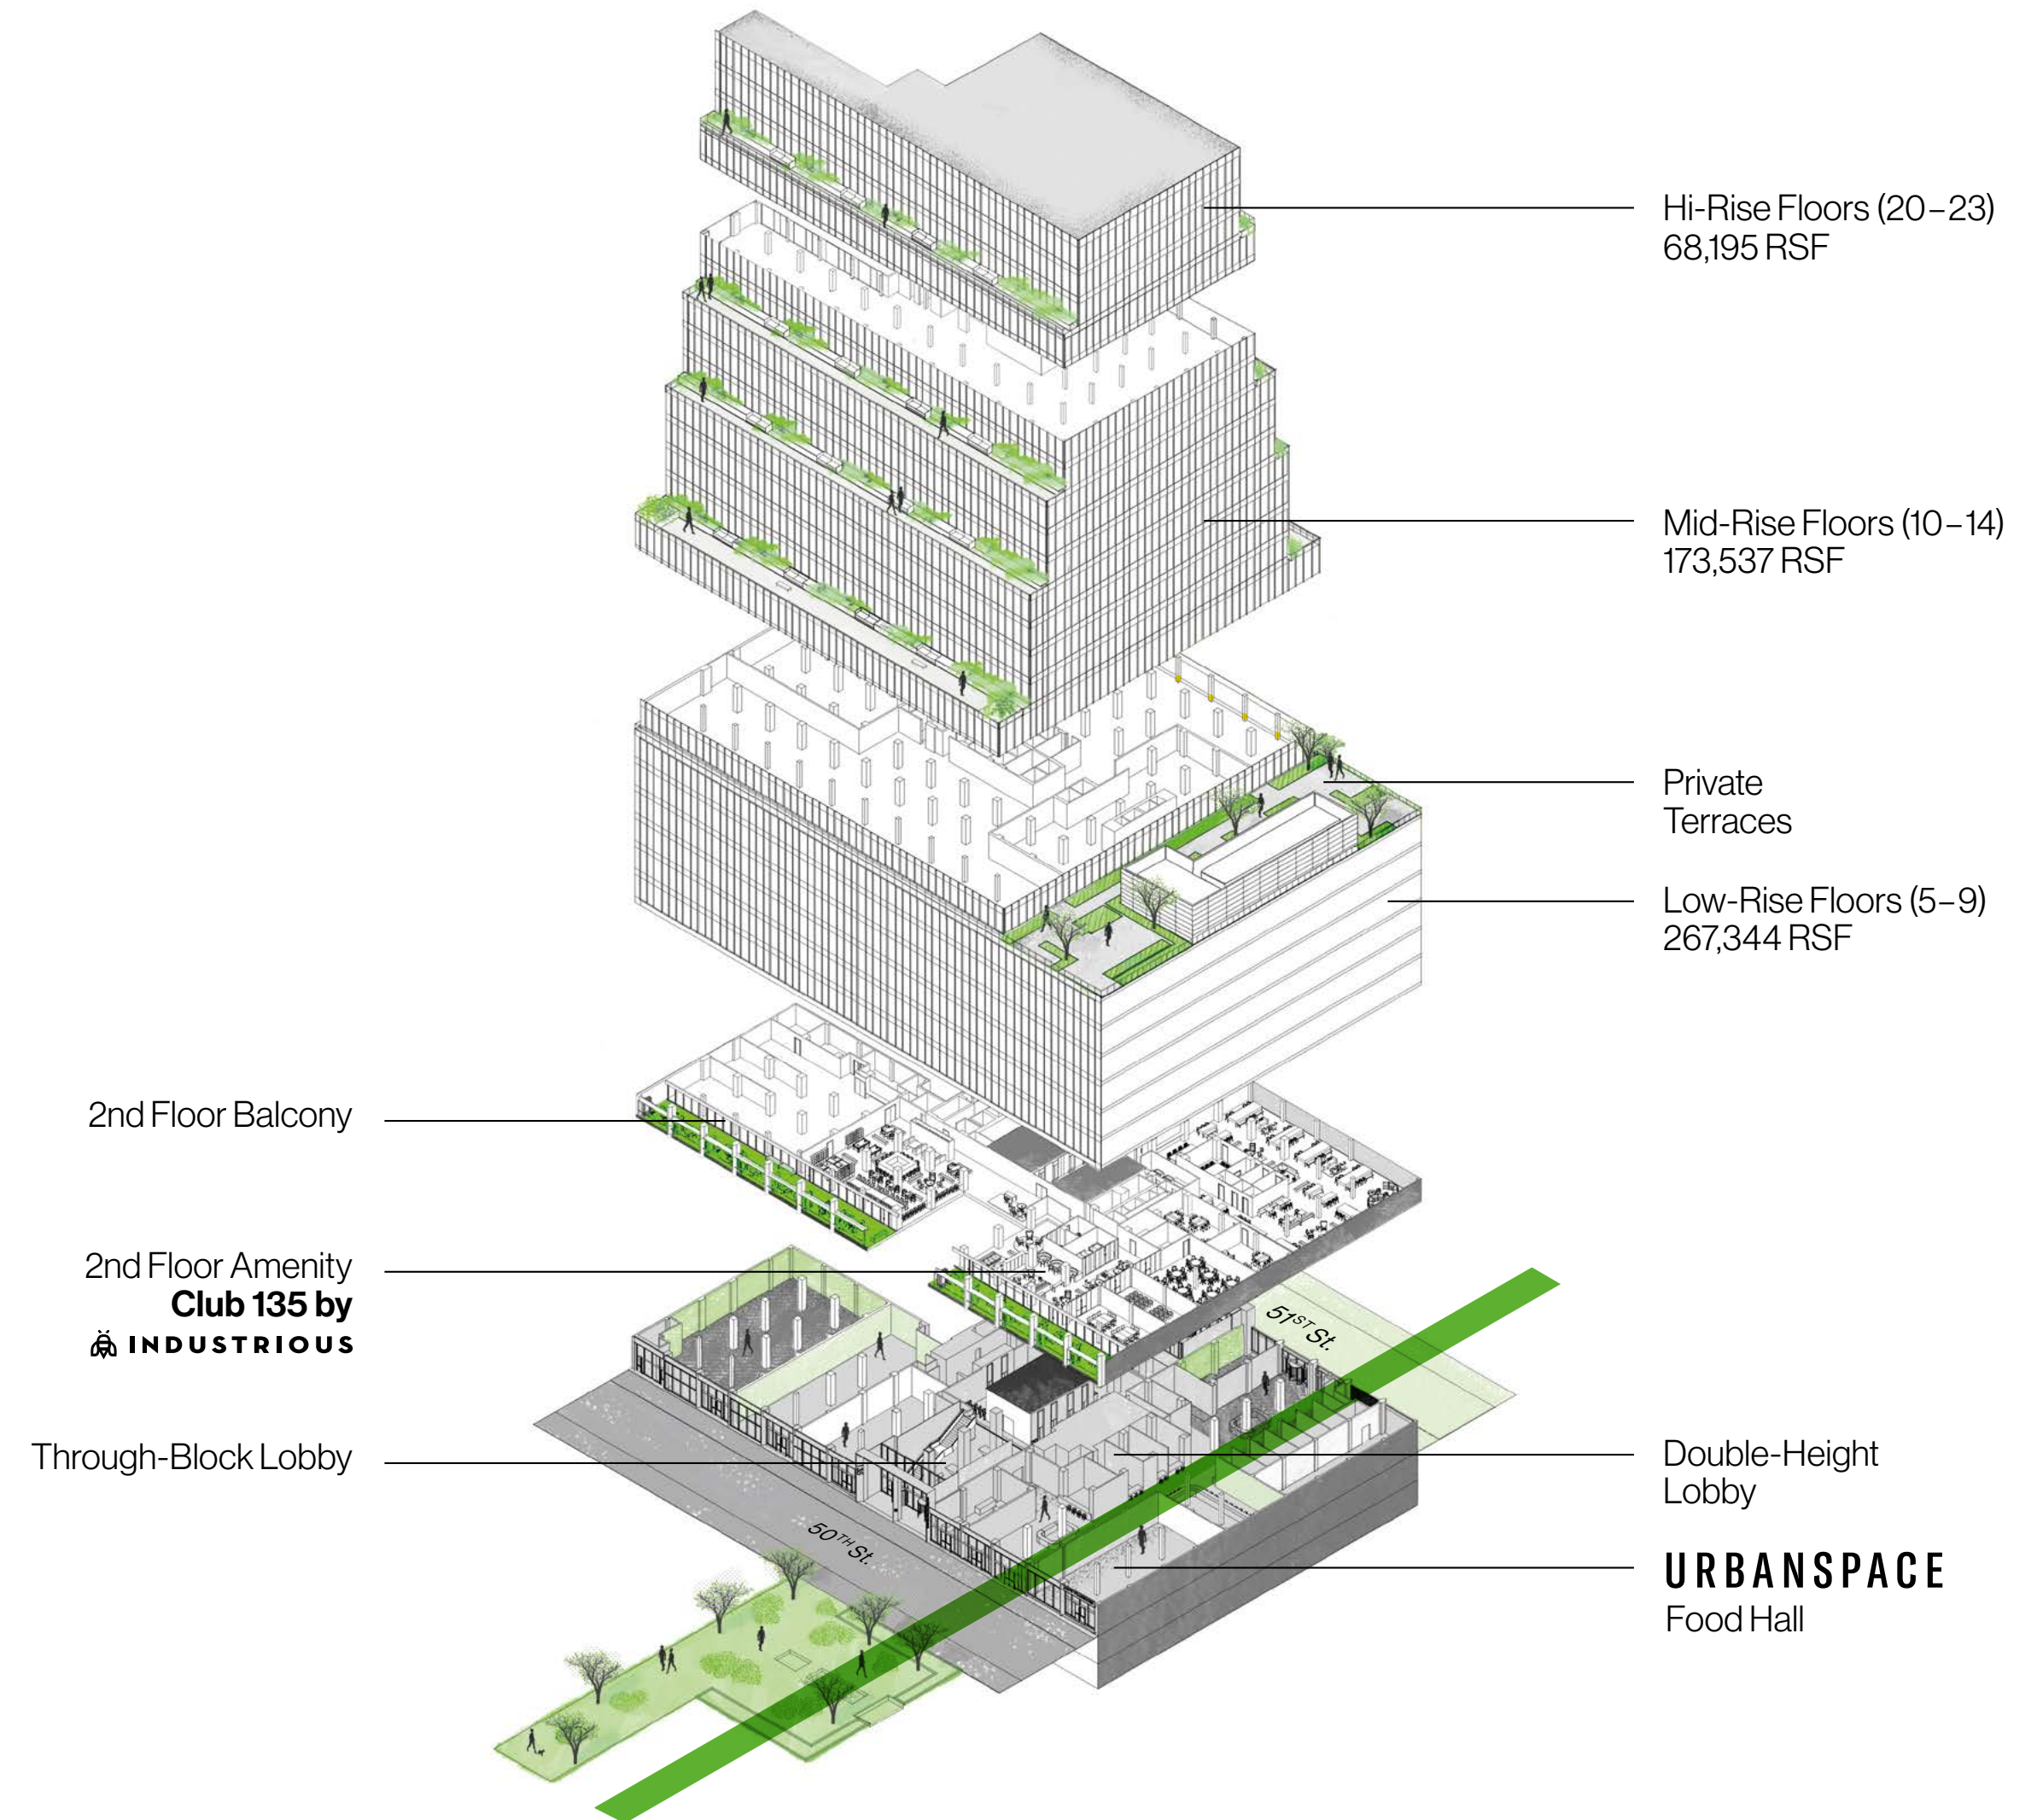 Hi-Rise Floors (20–23)
68,195 RSF
Mid-Rise Floors (10–14)
173,537 RSF
Private
Terraces
Low-Rise Floors (5–9)
267,344 RSF
2nd Floor Balcony
2nd Floor Amenity
Club 135 by
INDUSTRIOUS
51ST St.
Through-Block Lobby
Double-Height
Lobby
50TH St.
URBANSPACE
Food Hall